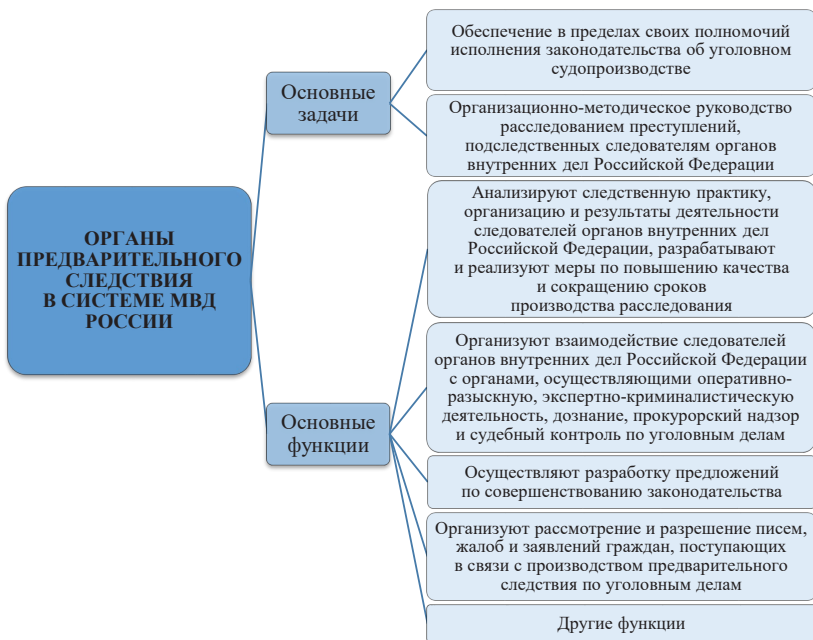 ОРГАНЫ
ПРЕДВАРИТЕЛЬНОГО
СЛЕДСТВИЯ
В СИСТЕМЕ МВД
РОССИИ
Основные
задачи
Обеспечение в пределах своих полномочий
исполнения законодательства об уголовном
судопроизводстве
Организационно-методическое руководство
расследованием преступлений,
подследственных следователям органов
внутренних дел Российской Федерации
Основные
функции
Анализируют следственную практику,
организацию и результаты деятельности
следователей органов внутренних дел
Российской Федерации, разрабатывают
и реализуют меры по повышению качества
и сокращению сроков
производства расследования
Организуют взаимодействие следователей
органов внутренних дел Российской Федерации
с органами, осуществляющими оперативно-
разыскную, экспертно-криминалистическую
деятельность, дознание, прокурорский надзор
и судебный контроль по уголовным делам
Осуществляют разработку предложений
по совершенствованию законодательства
Организуют рассмотрение и разрешение писем,
жалоб и заявлений граждан, поступающих
в связи с производством предварительного
следствия по уголовным делам
Другие функции